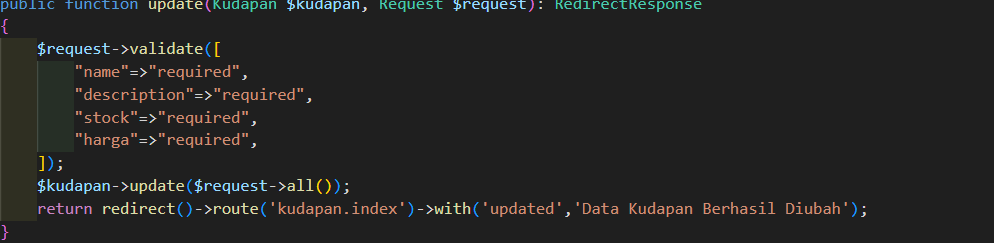 public function update(Kudapan $kudapan, Request $request): RedirectResponse
{
$request->validate([
"name"=>"required",
"description"=>"required",
"stock"=>"required",
"harga"=>"required",
]);
$kudapan->update($request->all());
return redirect()->route('kudapan.index')->with('updated','Data Kudapan Berhasil Diubah');
}